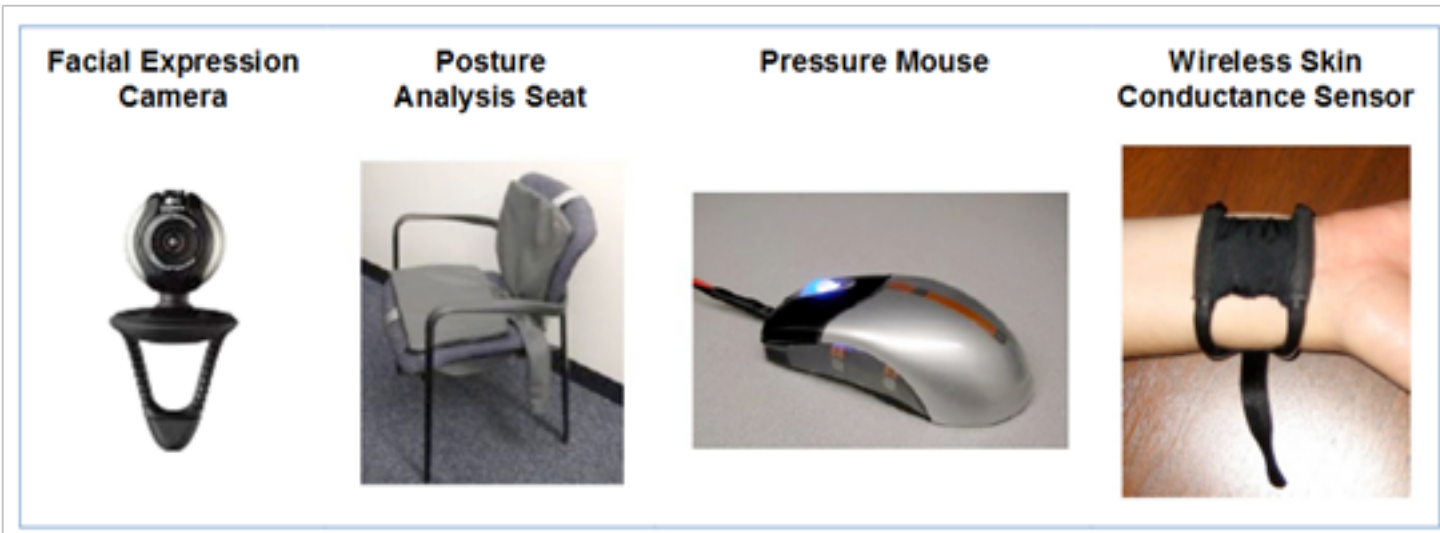 Facial Expression
Camera
Posture
Analysis Seat
Pressure Mouse
Wireless Skin
Conductance Sensor